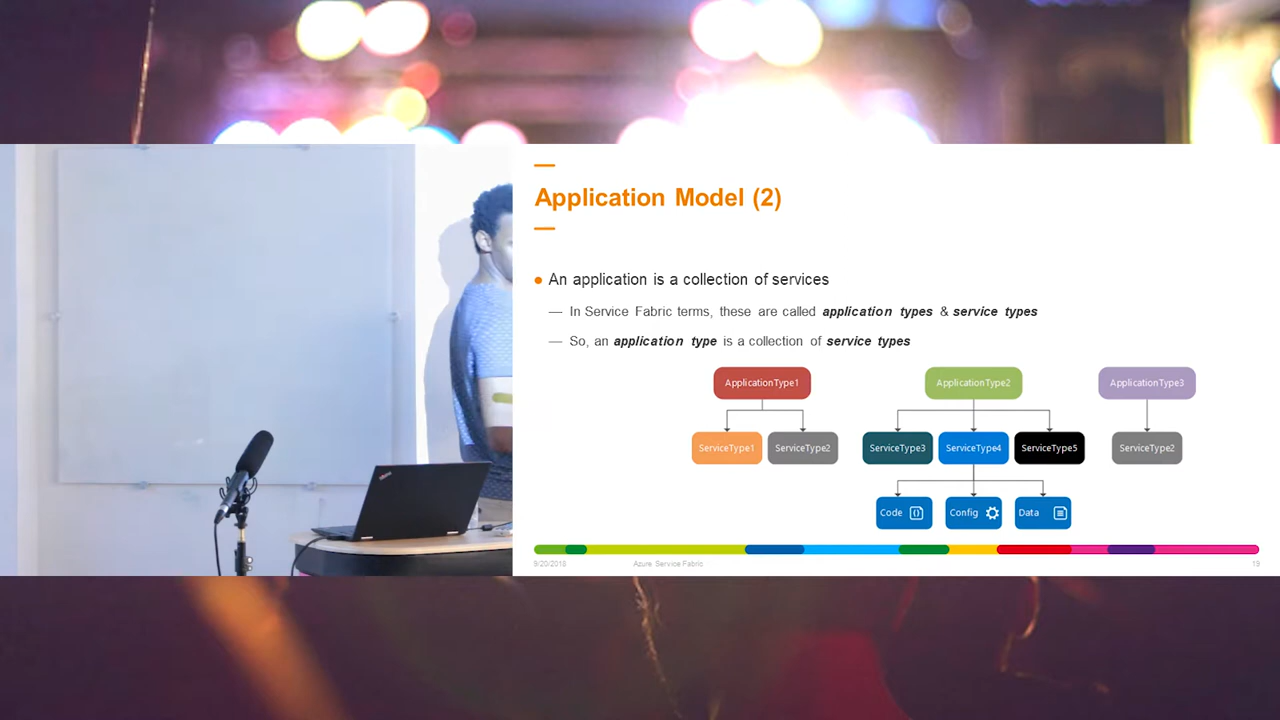 Application Model (2)
An application is a collection of services
— In Service Fabric terms, these are called application types & service types
— So, an application type is a collection of service types
ApplicationType1
ApplicationType2
ApplicationType3
ServiceType1
ServiceType2
ServiceType3
ServiceType4
ServiceType5
ServiceType2
Code
Config
Data
9/20/2018
Azure Service Fabric
19